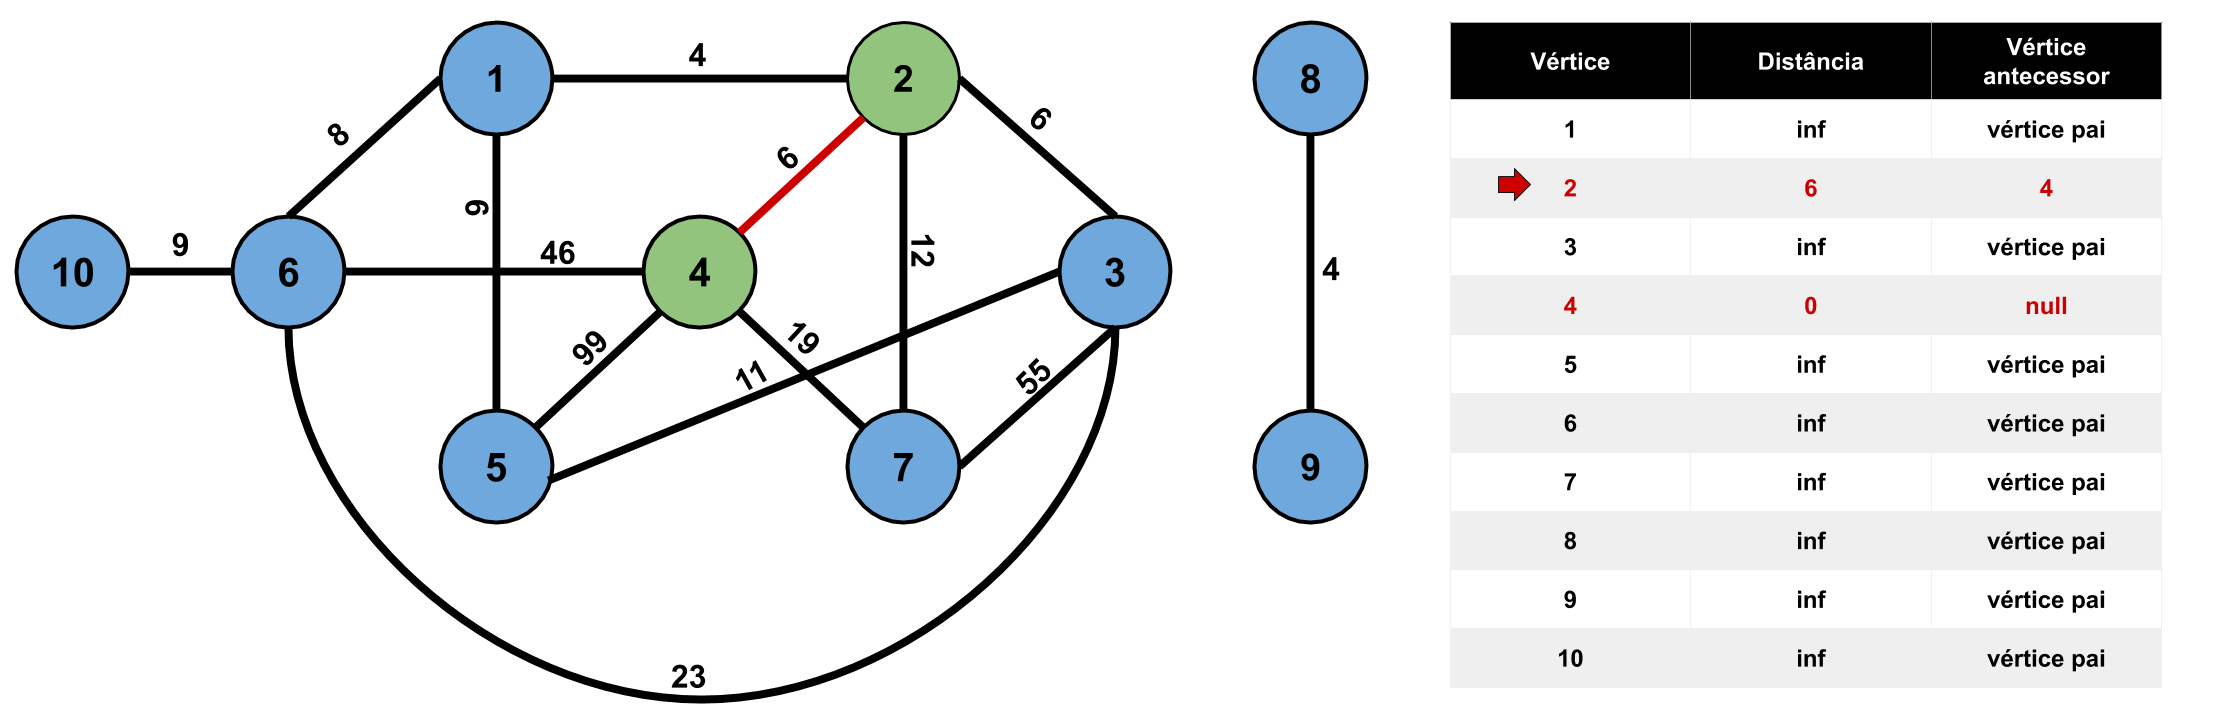 1
4
2
8
6
6
10
9
6
46
4
12
3
6
99
19
11
55
5
7
23
8
4
9
Vértice Distância Vértice antecessor
1 inf vértice pai
2 6 4
3 inf vértice pai
4 0 null
5 inf vértice pai
6 inf vértice pai
7 inf vértice pai
8 inf vértice pai
9 inf vértice pai
10 inf vértice pai